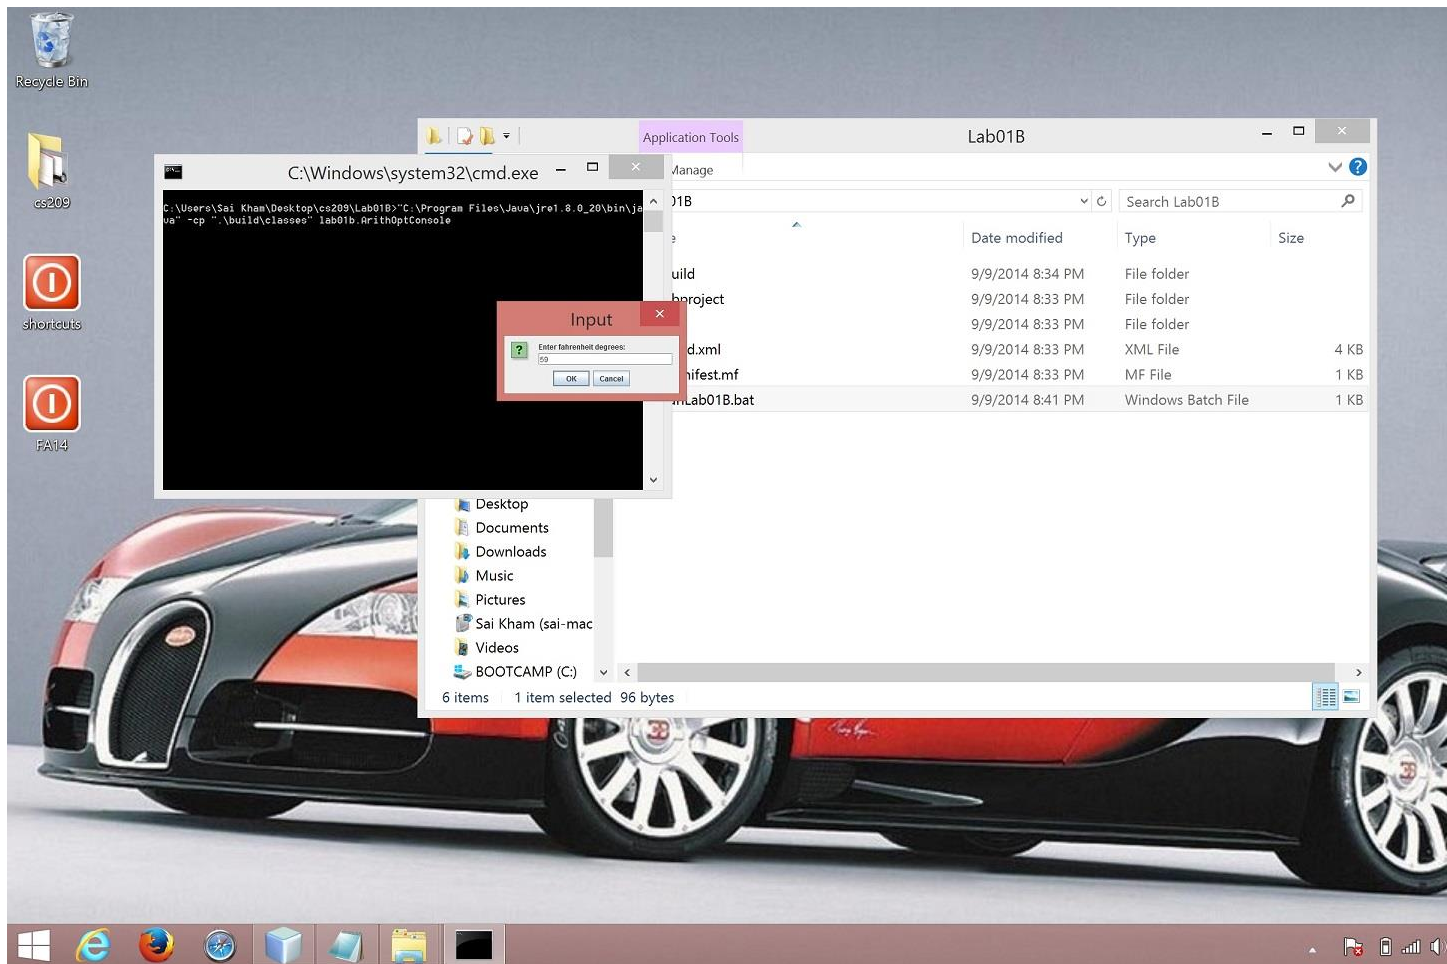 Recycle Bin
cs209
shortcuts
FA14
Application Tools
Lab01B
Manage
01B
Search Lab01B
C:\Windows\system32\cmd.exe
C:\Users\Sai Kham\Desktop\cs209\Lab01B>"C:\Program Files\Java\jre1.8.0_20\bin\ja
va" -cp ".\build\classes" lab01b.ArithOptConsole
Input
Enter fahrenheit degrees:
59
OK Cancel
e Date modified Type Size
uild 9/9/2014 8:34 PM File folder
bproject 9/9/2014 8:33 PM File folder
9/9/2014 8:33 PM File folder
d.xml 9/9/2014 8:33 PM XML File 4 KB
nifest.mf 9/9/2014 8:33 PM MF File 1 KB
nLab01B.bat 9/9/2014 8:41 PM Windows Batch File 1 KB
Desktop
Documents
Downloads
Music
Pictures
Sai Kham (sai-mac
Videos
BOOTCAMP (C:)
6 items 1 item selected 96 bytes